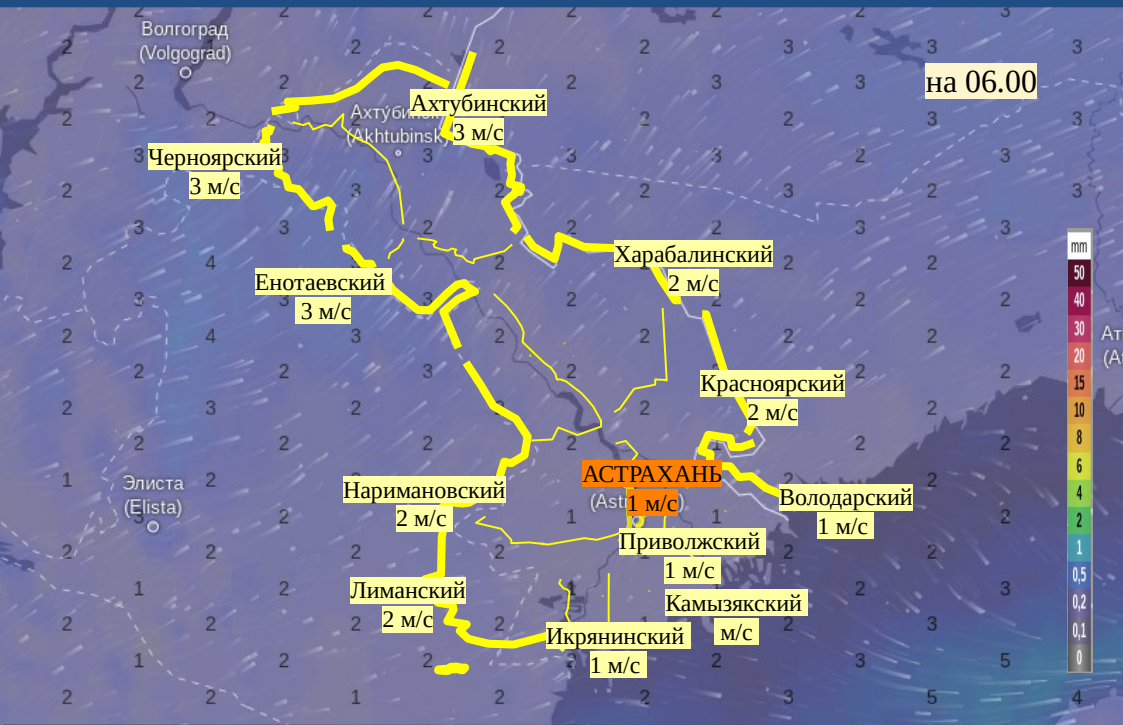 Волгоград
(Volgograd)
на 06.00
Ахтубинский
3 м/с
(Akhtubinsk)
Черноярский
3 м/с
Харабалинский
2 м/с
Енотаевский
3 м/с
mm
50
40
30
20
15
10
8
6
4
2
1
0,5
0,2
0,1
0
Красноярский
2 м/с
АСТРАХАНЬ
1 м/с
Элиста
(Elista)
Наримановский
2 м/с
Володарский
1 м/с
Приволжский
1 м/с
Лиманский
2 м/с
Камызякский
м/с
Икрянинский
1 м/с